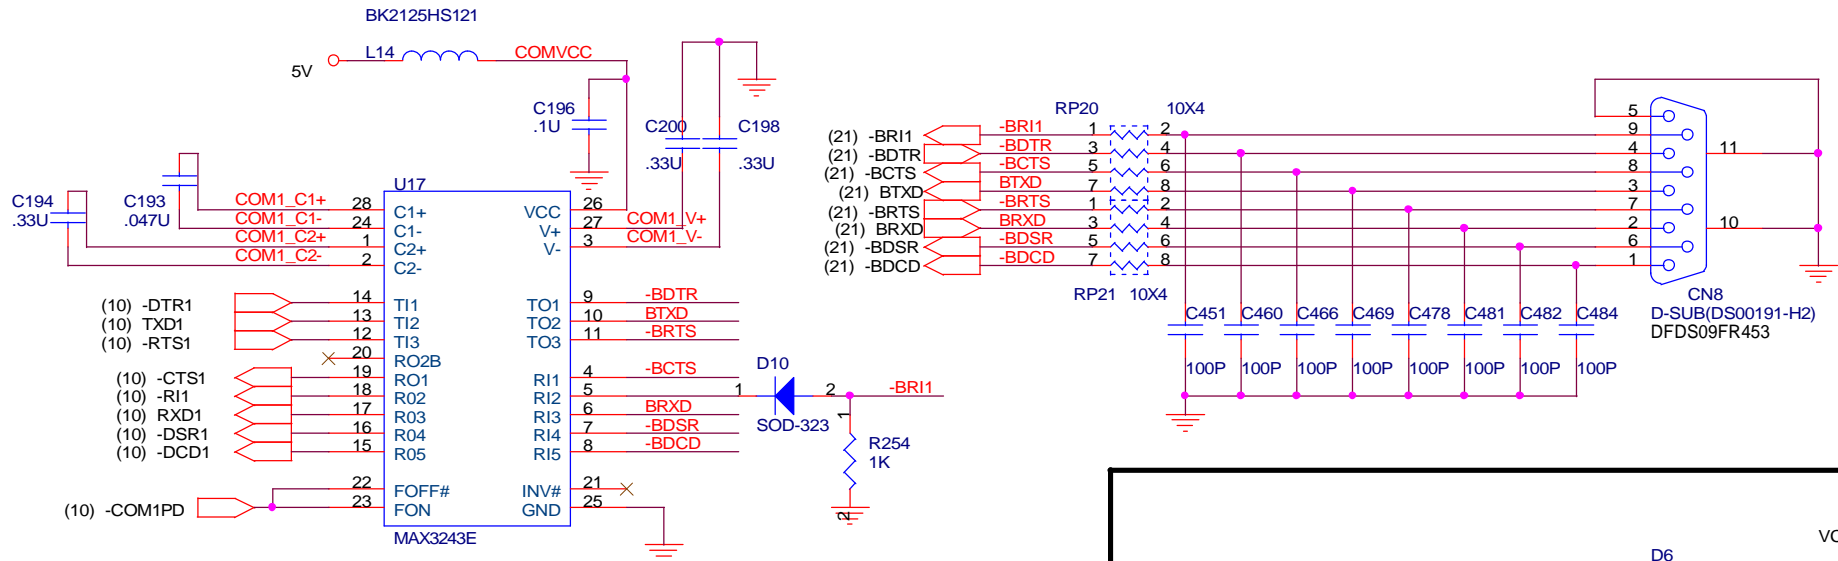 BK2125HS121
L14
COMVCC
5V
C196
.1U
C200
.33U
C198
.33U
C194
.33U
C193
.047U
COM1_C1+
COM1_C1-
COM1_C2+
COM1_C2-
28
24
1
2
U17
C1+
C1-
C2+
C2-
VCC
V+
V-
26
27
3
COM1_V+
COM1_V-
(10) -DTR1
(10) TXD1
(10) -RTS1
14
13
12
20
TI1
TI2
TI3
RO2B
TO1
TO2
TO3
9
10
11
-BDTR
BTXD
-BRTS
(10) -CTS1
(10) -RI1
(10) RXD1
(10) -DSR1
(10) -DCD1
19
18
17
16
15
RO1
R02
R03
R04
R05
RI1
RI2
RI3
RI4
RI5
4
5
6
7
8
-BCTS
BRXD
-BDSR
-BDCD
D10
1
2
SOD-323
-BRI1
1
R254
1K
2
(10) -COM1PD
22
23
FOFF#
FON
INV#
GND
21
25
MAX3243E
RP20
10X4
(21) -BRI1
(21) -BDTR
(21) -BCTS
(21) BTXD
(21) -BRTS
(21) BRXD
(21) -BDSR
(21) -BDCD
-BRI1
-BDTR
-BCTS
BTXD
-BRTS
BRXD
-BDSR
-BDCD
1
3
5
7
1
3
5
7
2
4
6
8
2
4
6
8
RP21
10X4
5
9
4
8
3
7
2
6
1
11
10
CN8
D-SUB(DS00191-H2)
DFDS09FR453
C451
C460
C466
C469
C478
C481
C482
C484
100P
100P
100P
100P
100P
100P
100P
100P
D6